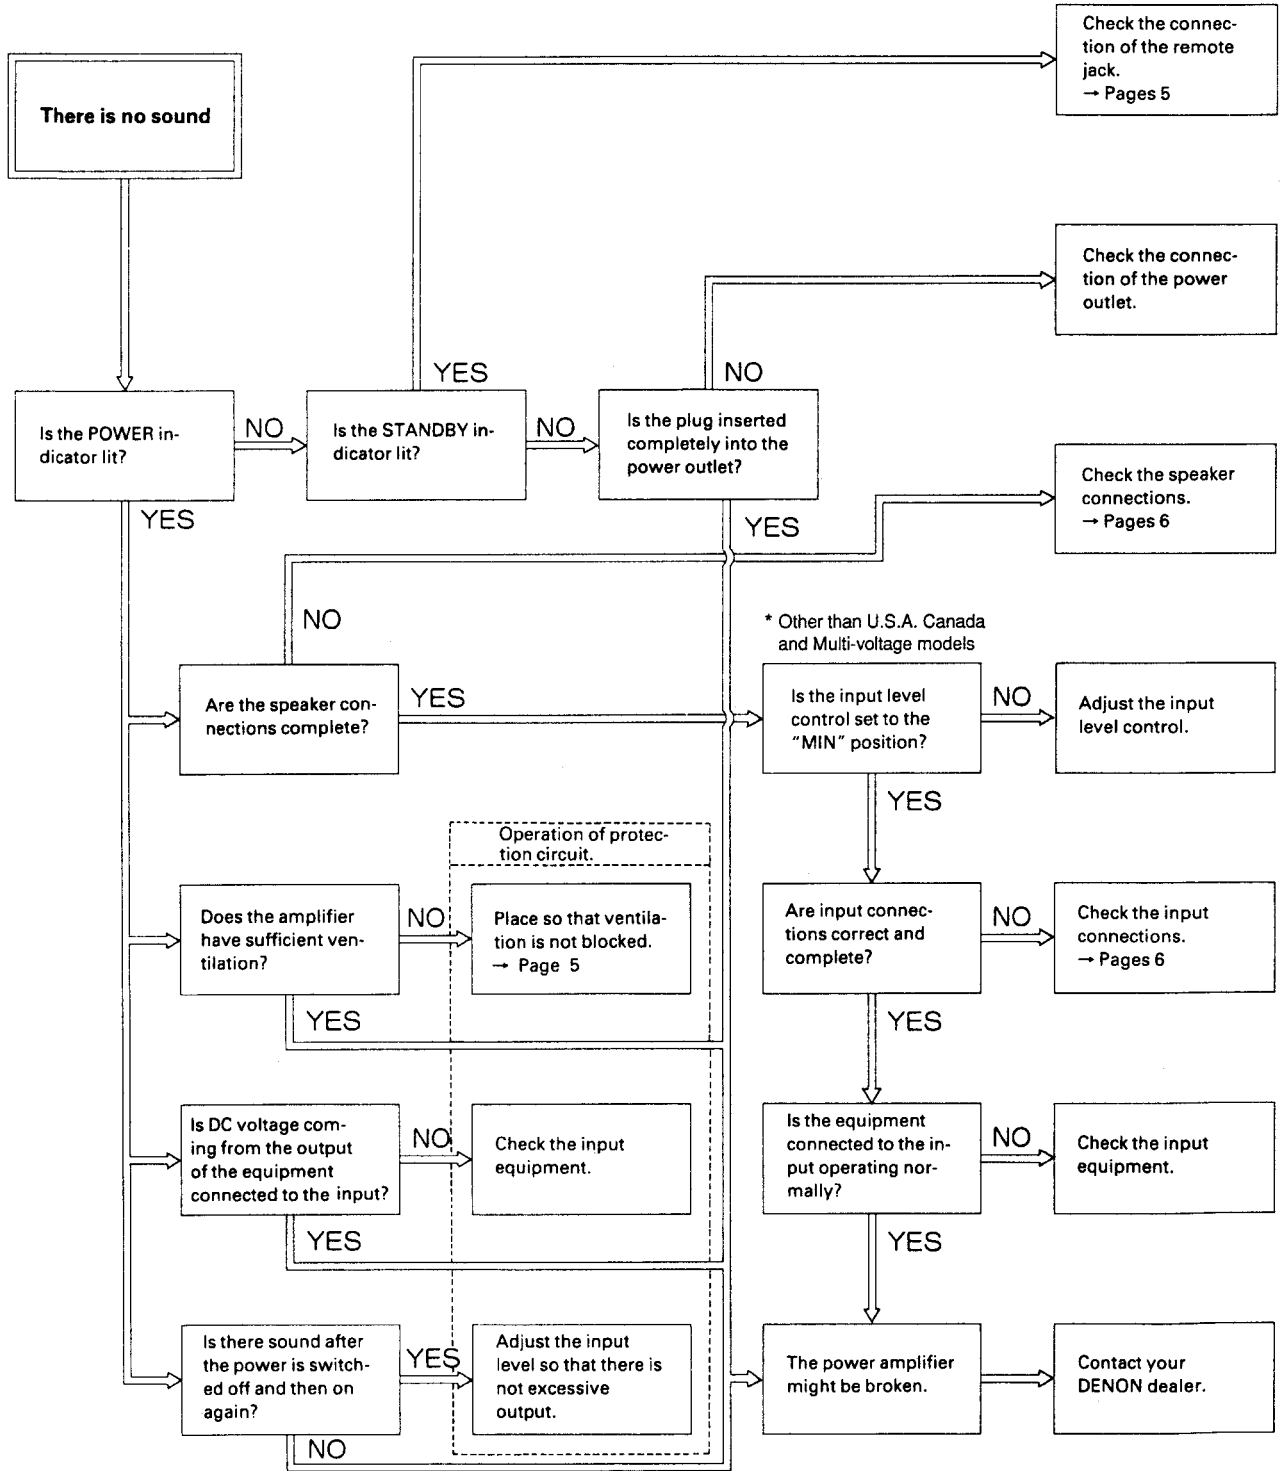 Check the connec-
tion of the remote
jack.
→ Pages 5
There is no sound
Check the connec-
tion of the power
outlet.
YES
NO
Is the POWER in-
dicator lit?
NO
Is the STANDBY in-
dicator lit?
NO
Is the plug inserted
completely into the
power outlet?
Check the speaker
connections.
→ Pages 6
YES
YES
NO
* Other than U.S.A. Canada
and Multi-voltage models
Are the speaker con-
nections complete?
YES
Is the input level
control set to the
“MIN” position?
NO
Adjust the input
level control.
YES
Operation of protec-
tion circuit.
Does the amplifier
have sufficient ven-
tilation?
NO
Place so that ventila-
tion is not blocked.
→ Page 5
Are input connec-
tions correct and
complete?
NO
Check the input
connections.
→ Pages 6
YES
YES
Is DC voltage com-
ing from the output
of the equipment
connected to the input?
NO
Check the input
equipment.
Is the equipment
connected to the in-
put operating nor-
mally?
NO
Check the input
equipment.
YES
YES
Is there sound after
the power is switch-
ed off and then on
again?
YES
Adjust the input
level so that there is
not excessive
output.
The power amplifier
might be broken.
Contact your
DENON dealer.
NO